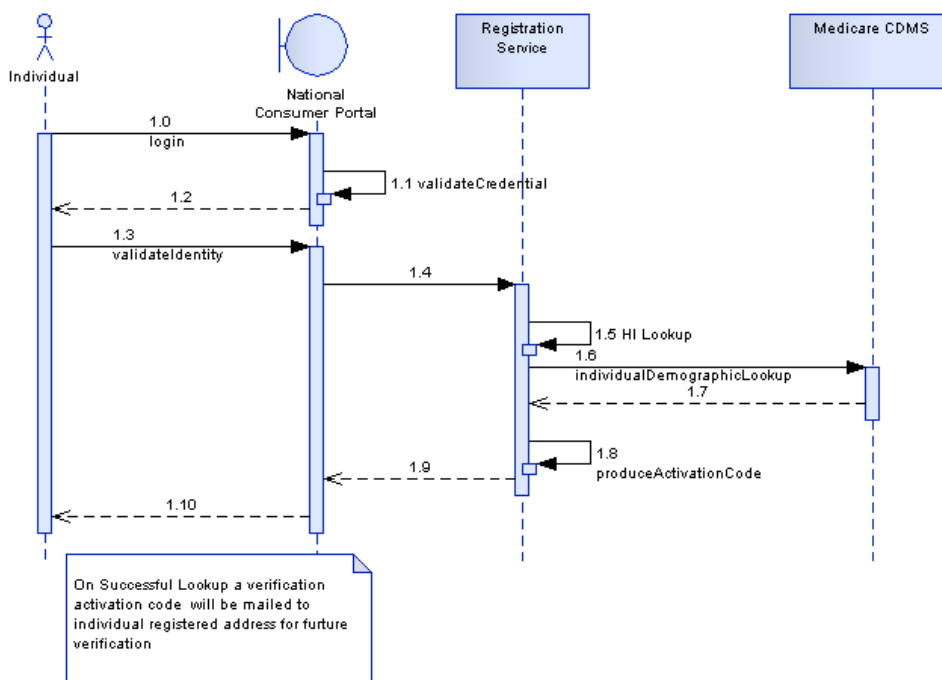 Individual
National
Consumer Portal
Registration
Service
Medicare CDMS
1.0
login
1.1 validateCredential
1.2
1.3
validateIdentity
1.4
1.5 HI Lookup
1.6
individualDemographicLookup
1.7
1.8
produceActivationCode
1.9
1.10
On Successful Lookup a verification
activation code will be mailed to
individual registered address for furture
verification